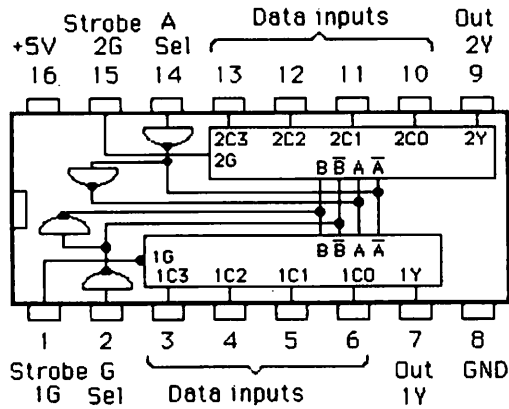 Strobe A Data inputs Out
+5V 2G Sel 2Y
16 15 14 13 12 11 10 9
2C3 2C2 2C1 2C0 2Y
2G
B B̅ A A̅
B B̅ A A̅
1G
1C3 1C2 1C1 1C0 1Y
1 2 3 4 5 6 7 8
Strobe G Data inputs Out GND
1G Sel 1Y